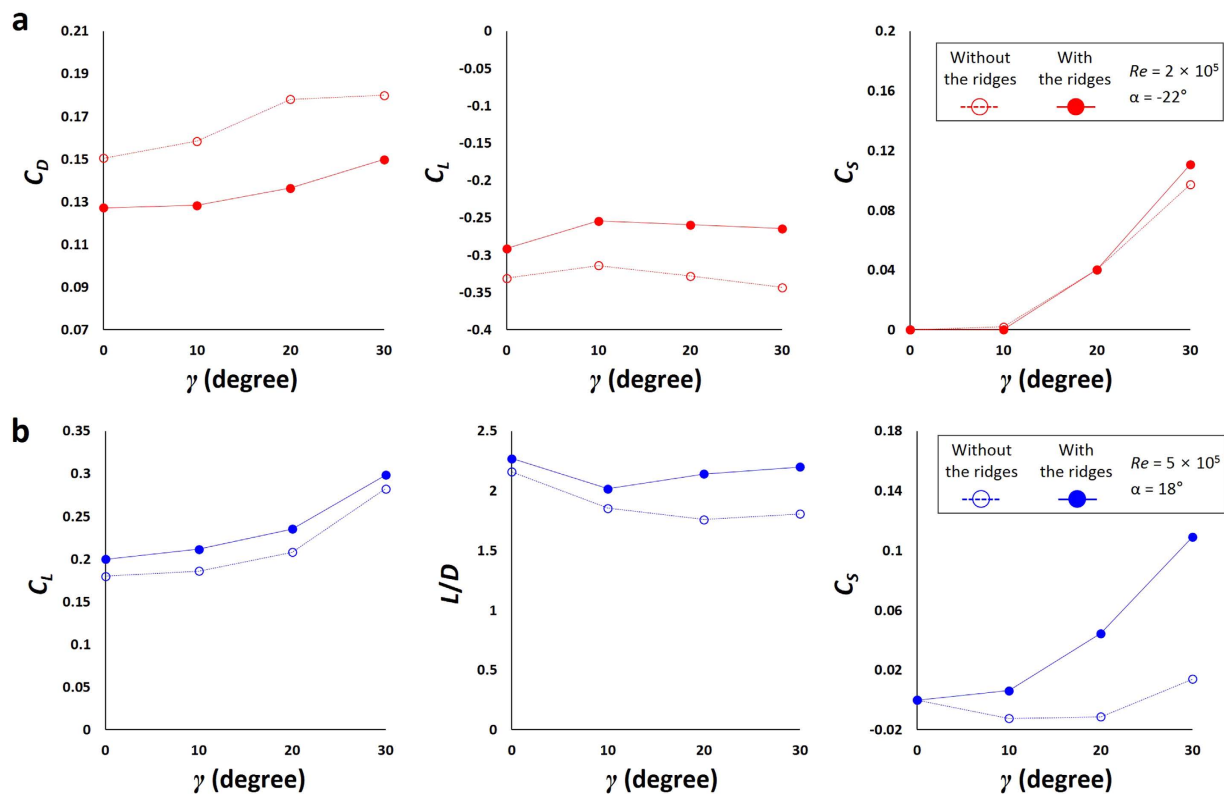 a
0.21
0.19
0.17
0.15
0.13
0.11
0.09
0.07
C_D
0 10 20 30
γ (degree)
0
-0.05
-0.1
-0.15
-0.2
-0.25
-0.3
-0.35
-0.4
C_L
0 10 20 30
γ (degree)
0.2
0.16
0.12
0.08
0.04
0
C_S
0 10 20 30
γ (degree)
Without the ridges
With the ridges
Re = 2 × 10⁵
α = -22°
b
0.35
0.3
0.25
0.2
0.15
0.1
0.05
0
C_L
0 10 20 30
γ (degree)
2.5
2
1.5
1
0.5
0
L/D
0 10 20 30
γ (degree)
0.18
0.14
0.1
0.06
0.02
-0.02
C_S
0 10 20 30
γ (degree)
Without the ridges
With the ridges
Re = 5 × 10⁵
α = 18°